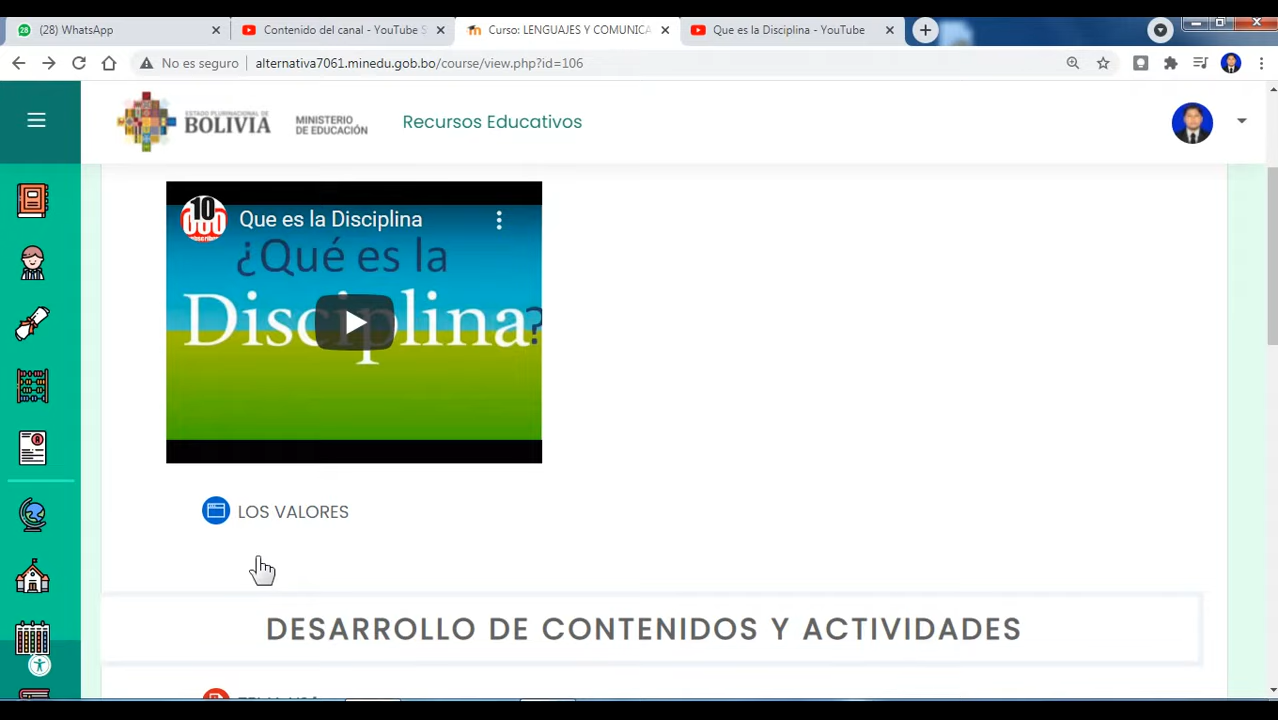 (28) WhatsApp
Contenido del canal - YouTube S
Curso: LENGUAJES Y COMUNICA
Que es la Disciplina - YouTube
No es seguro
alternativa7061.minedu.gob.bo/course/view.php?id=106
ESTADO PLURINACIONAL DE
BOLIVIA
MINISTERIO
DE EDUCACIÓN
Recursos Educativos
10
Que es la Disciplina
¿Qué es la
Disciplina?
LOS VALORES
DESARROLLO DE CONTENIDOS Y ACTIVIDADES